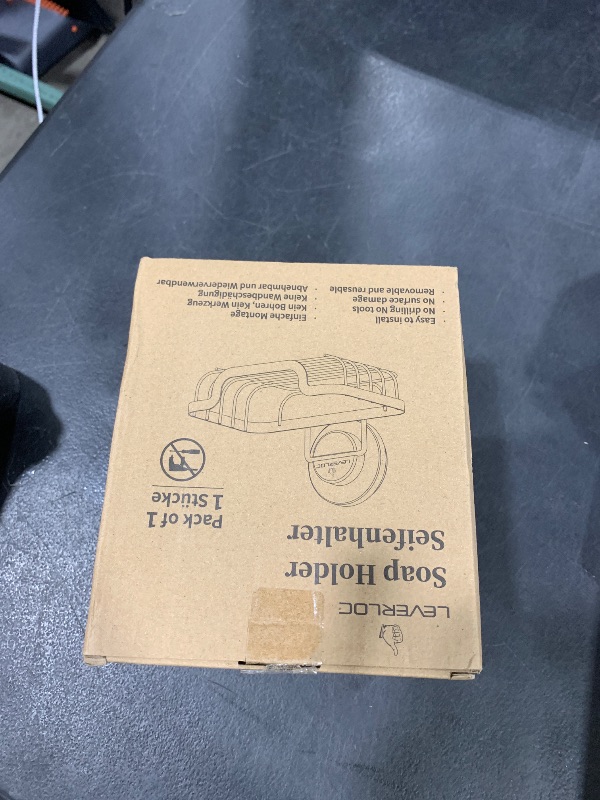 LEVERLOC
Soap Holder
Seifenhalter
Pack of 1
1 Stücke
LEVERLOC
Easy to install
No drilling No tools
No surface damage
Removable and reusable
Einfache Montage
Kein Bohren, Kein Werkzeug
Keine Wandbeschädigung
Abnehmbar und Wiederverwendbar